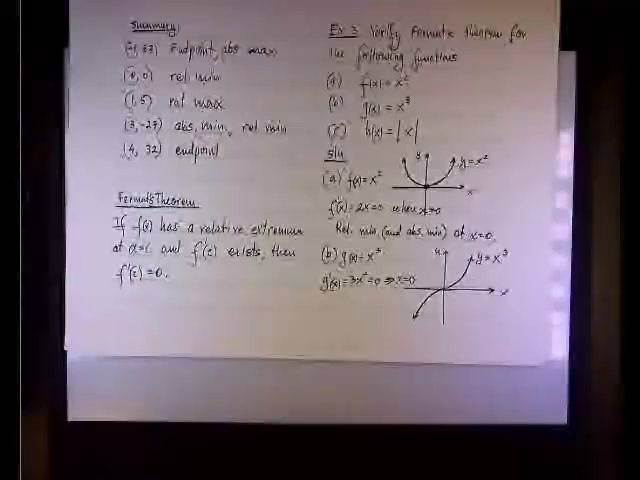 Summary
(-1, 37) Endpoint, abs max
(0, 0) rel min
(1, 5) rel max
(3, -27) abs, min, rel min
(4, 32) endpoint
Fermat's Theorem
If f(x) has a relative extremum
at x=c and f'(c) exists, then
f'(c) = 0.
Ex 3 Verify Fermat's theorem for
the following functions
(a) f(x) = x²
(b) g(x) = x³
(c) h(x) = |x|
Sln
(a) f(x) = x²
y
y = x²
x
f'(x) = 2x = 0 where x=0
Rel. min, (and abs. min) at x=0.
(b) g(x) = x³
y = x³
g'(x) = 3x² = 0 ⇒ x=0
x